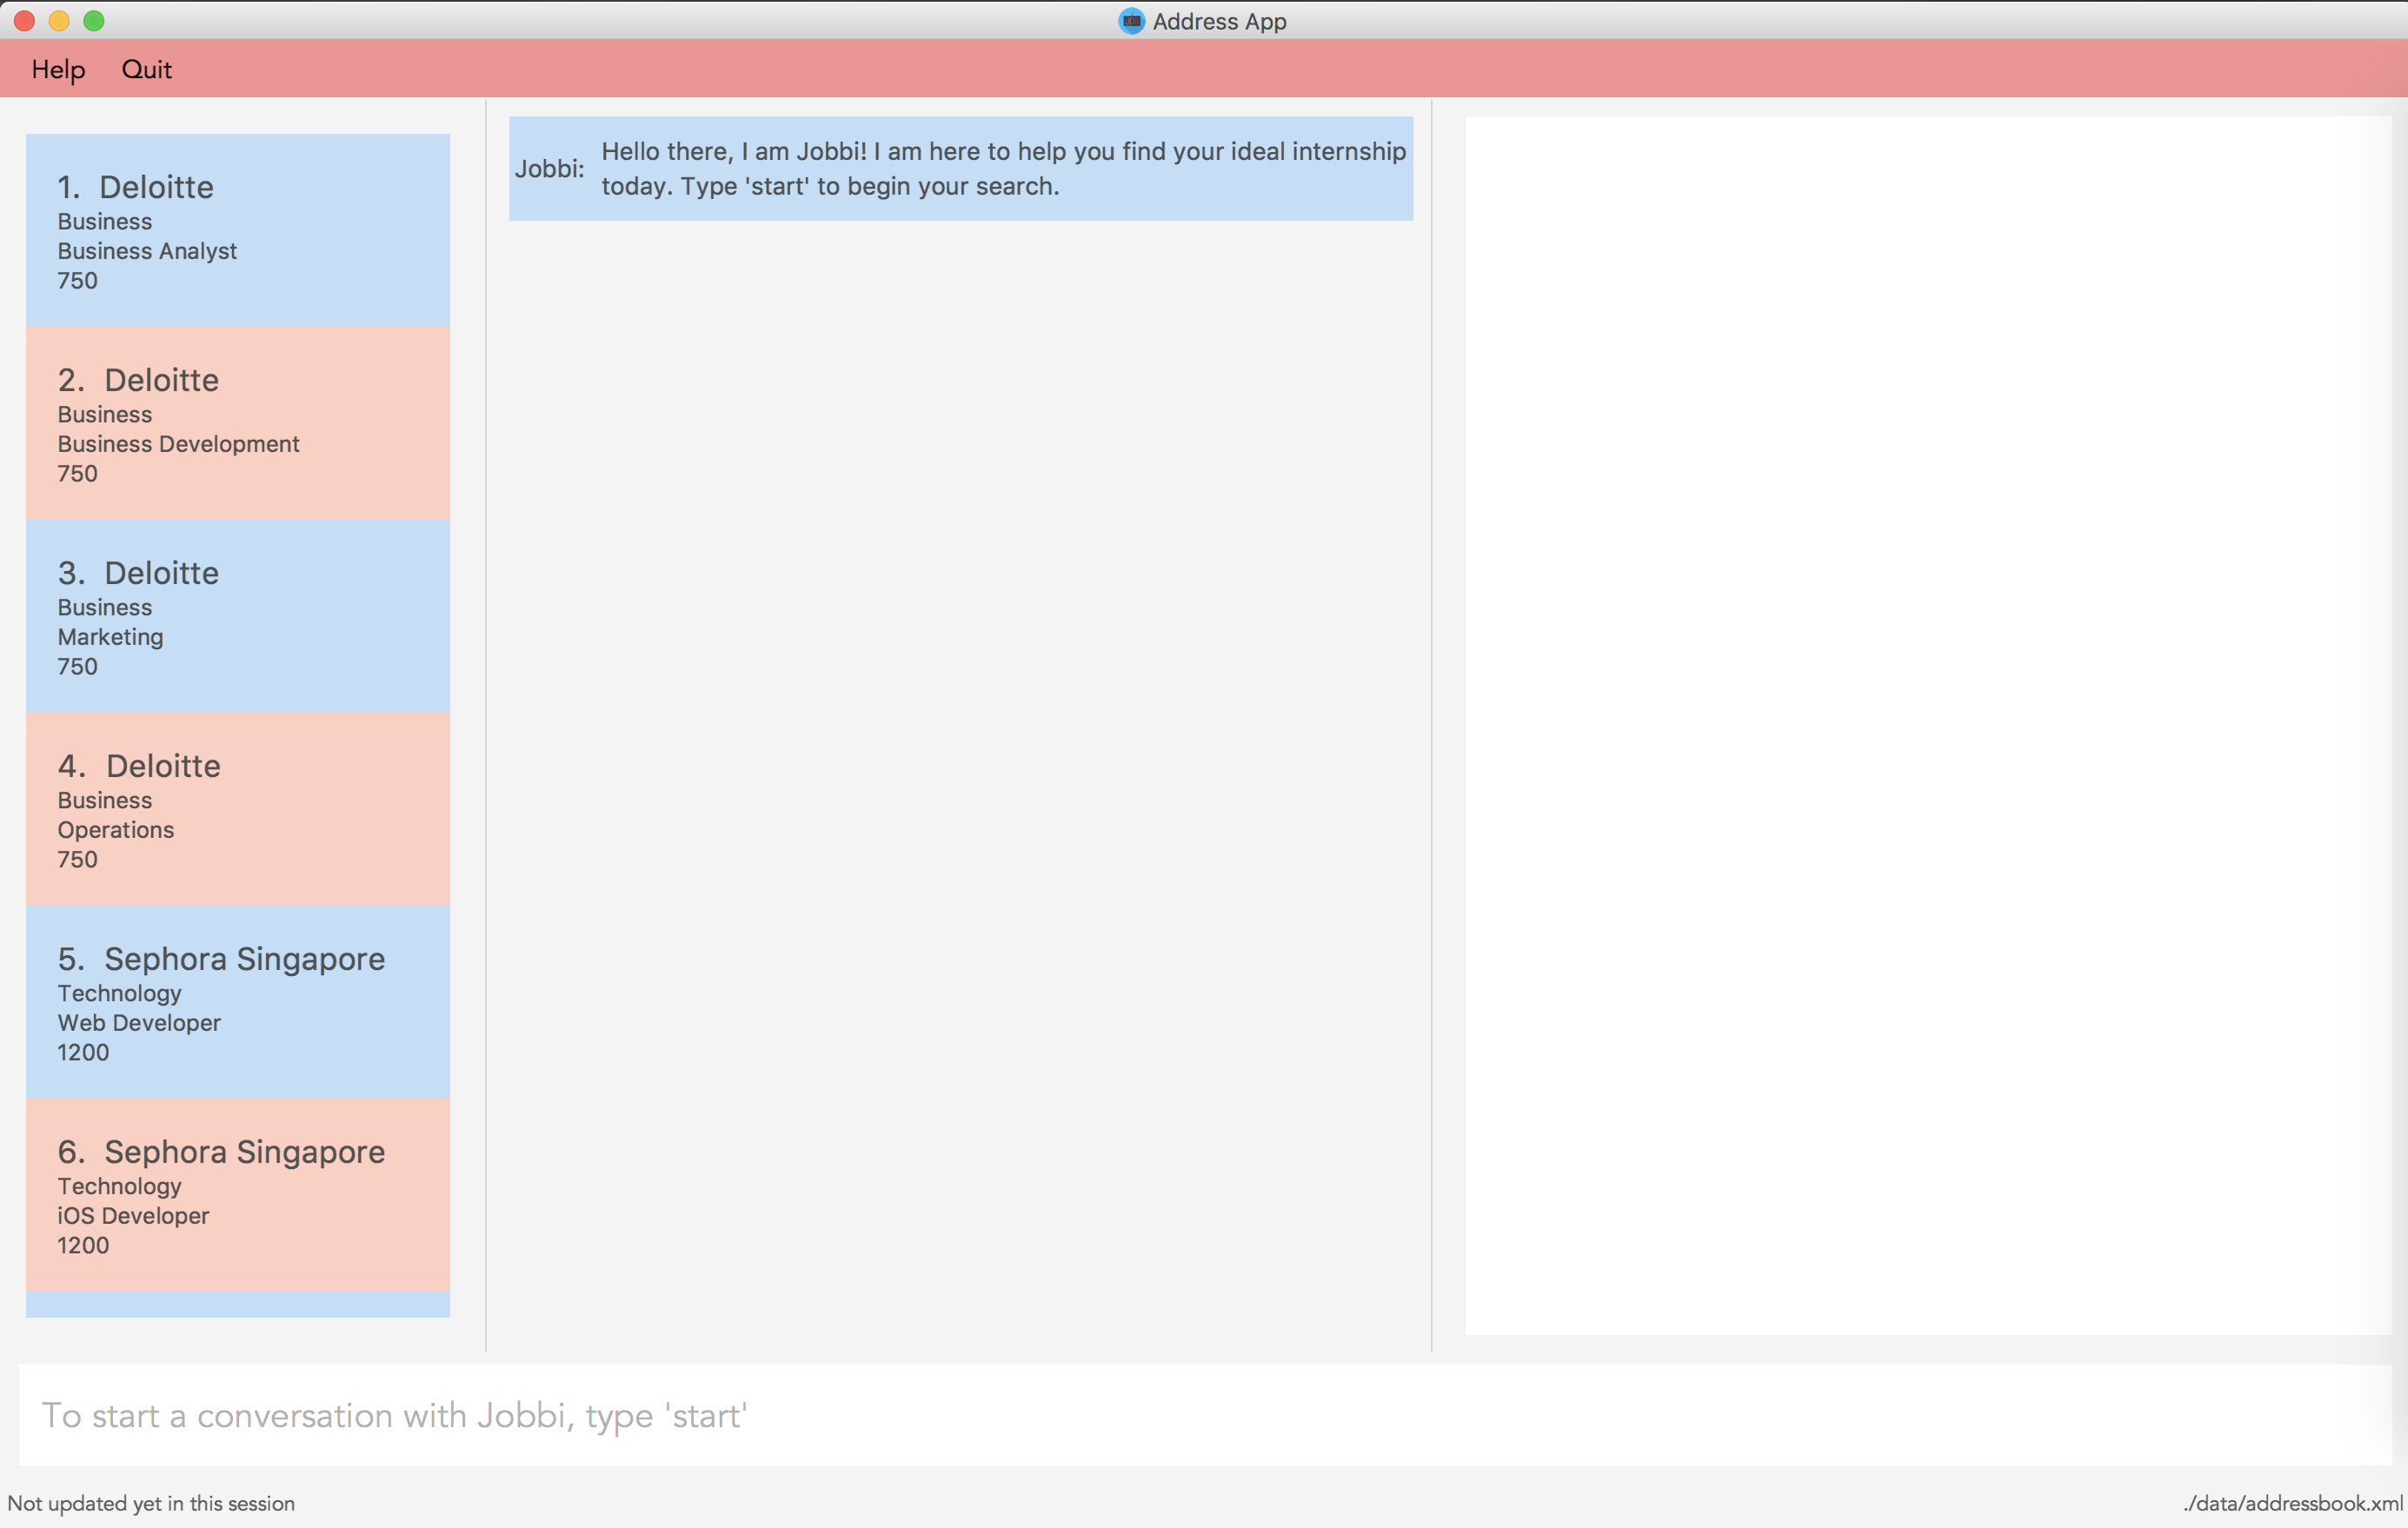 Address App
Help Quit
1. Deloitte
Business
Business Analyst
750
2. Deloitte
Business
Business Development
750
3. Deloitte
Business
Marketing
750
4. Deloitte
Business
Operations
750
5. Sephora Singapore
Technology
Web Developer
1200
6. Sephora Singapore
Technology
iOS Developer
1200
Jobbi:
Hello there, I am Jobbi! I am here to help you find your ideal internship
today. Type 'start' to begin your search.
To start a conversation with Jobbi, type 'start'
Not updated yet in this session
./data/addressbook.xml